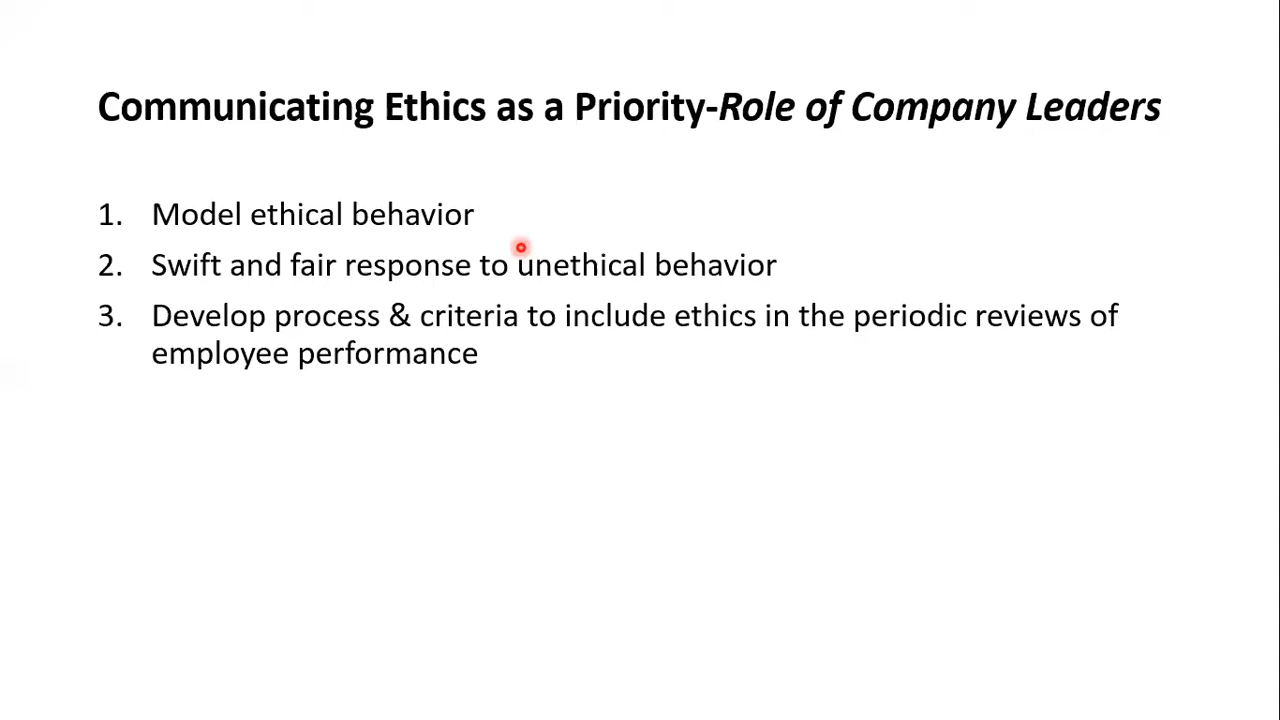 Communicating Ethics as a Priority-Role of Company Leaders
1. Model ethical behavior
2. Swift and fair response to unethical behavior
3. Develop process & criteria to include ethics in the periodic reviews of
employee performance